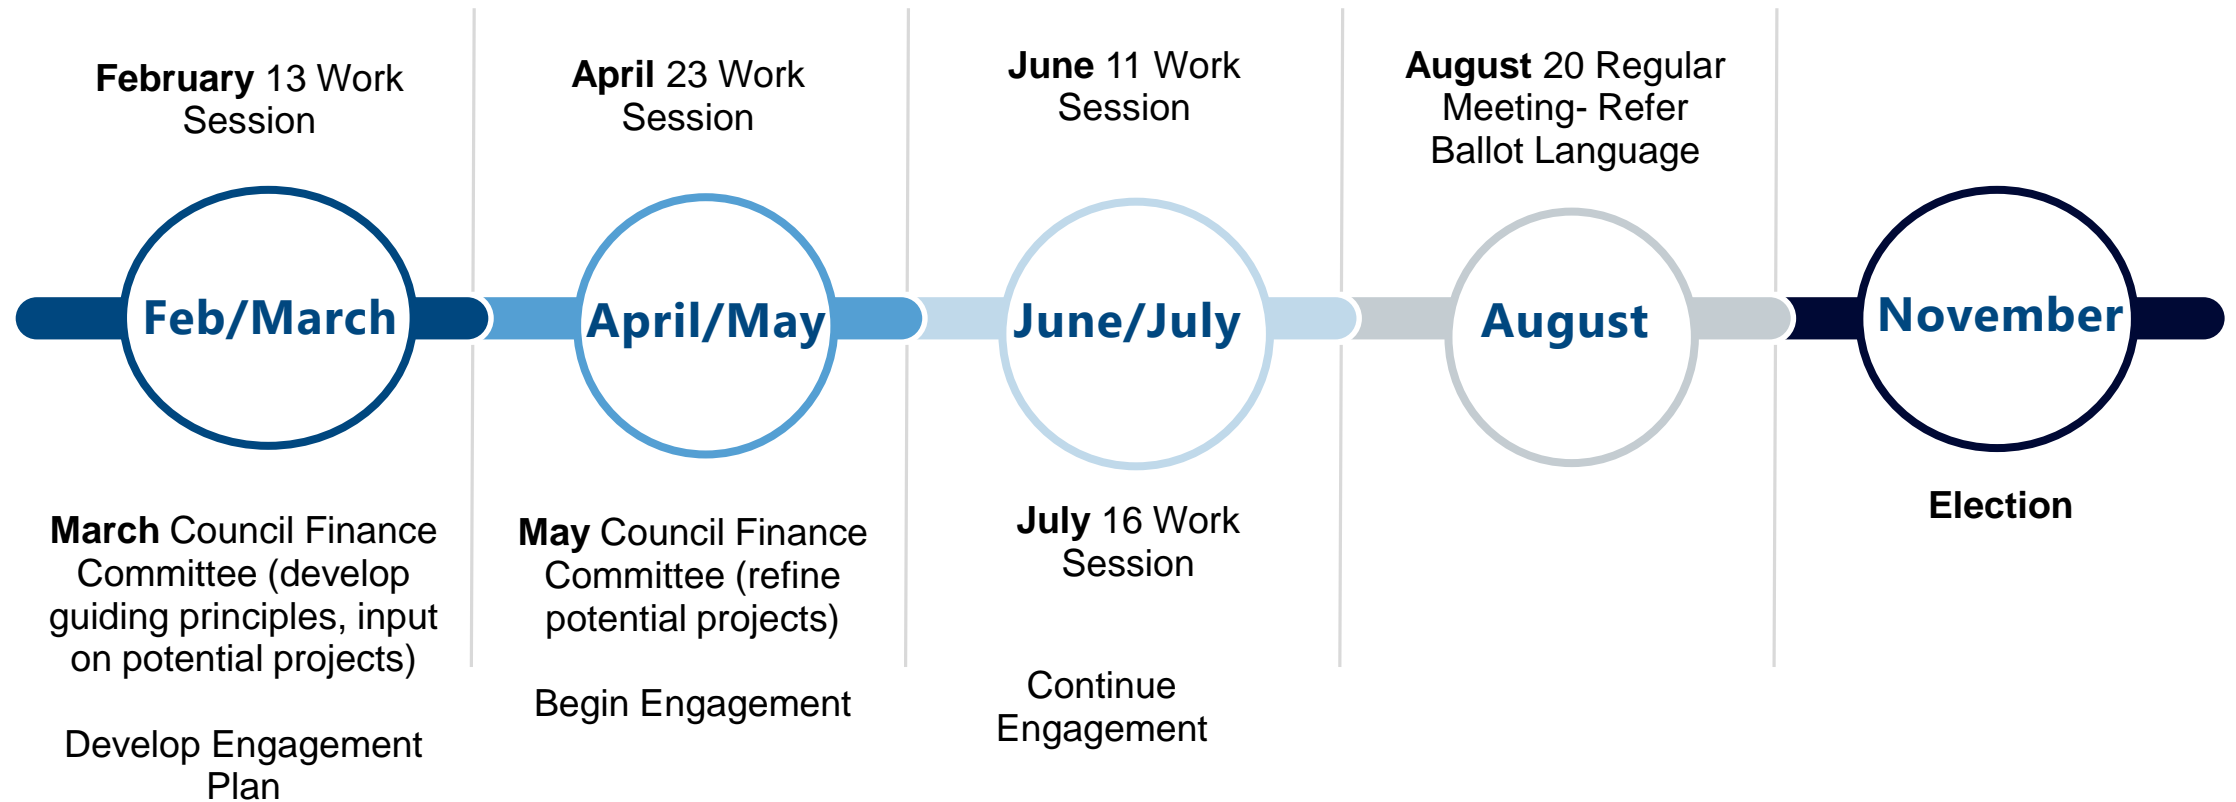 February 13 Work
Session
Feb/March
March Council Finance
Committee (develop
guiding principles, input
on potential projects)
Develop Engagement
Plan
April 23 Work
Session
April/May
May Council Finance
Committee (refine
potential projects)
Begin Engagement
June 11 Work
Session
June/July
July 16 Work
Session
Continue
Engagement
August 20 Regular
Meeting- Refer
Ballot Language
August
November
Election